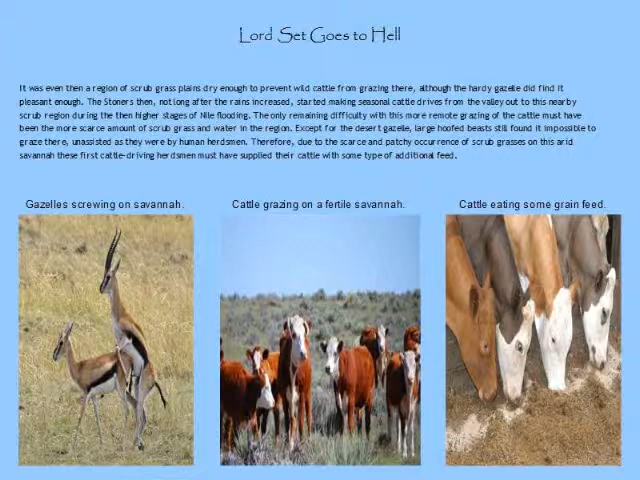 Lord Set Goes to Hell
It was even then a region of scrub grass plains dry enough to prevent wild cattle from grazing there, although the hardy gazelle did find it
pleasant enough. The Stoners then, not long after the rains increased, started making seasonal cattle drives from the valley out to this nearby
scrub region during the then higher stages of Nile flooding. The only remaining difficulty with this more remote grazing of the cattle must have
been the more scarce amount of scrub grass and water in the region. Except for the desert gazelle, large hoofed beasts still found it impossible to
graze there, unassisted as they were by human herdsmen. Therefore, due to the scarce and patchy occurrence of scrub grasses on this arid
savannah these first cattle-driving herdsmen must have supplied their cattle with some type of additional feed.
Gazelles screwing on savannah. Cattle grazing on a fertile savannah. Cattle eating some grain feed.